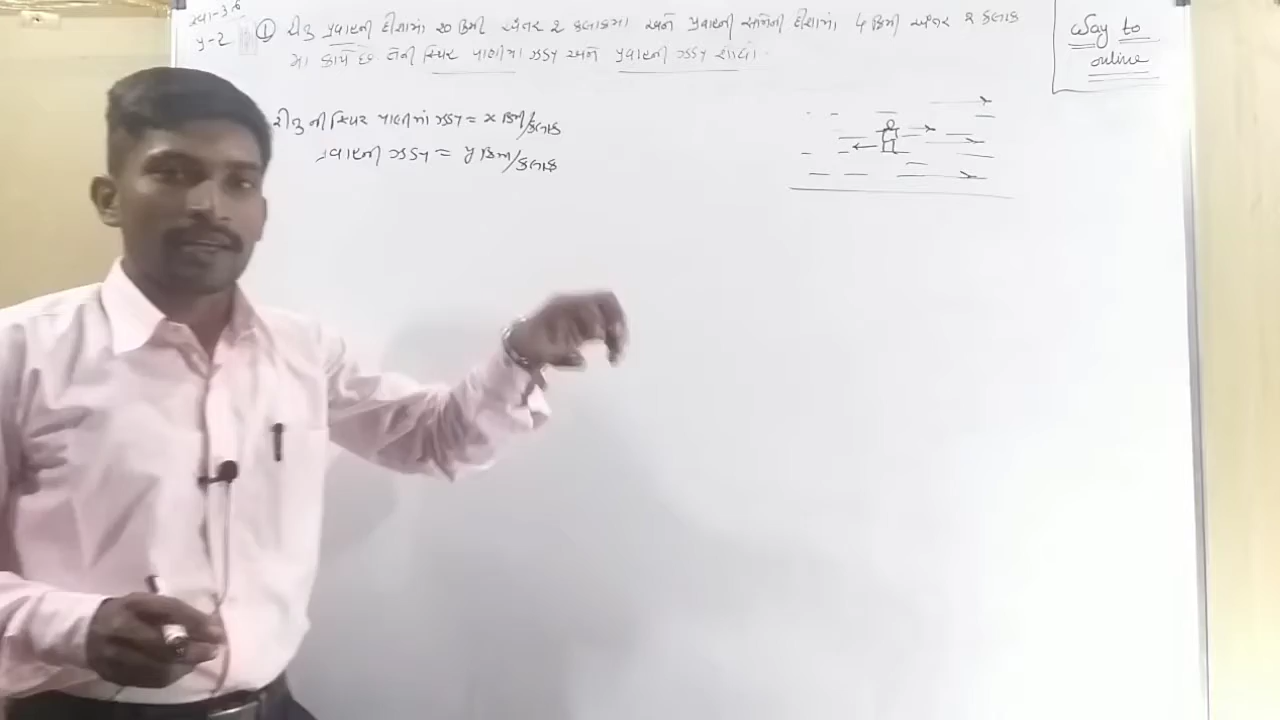 સ્વા-3.6
પ્ર-2
① રીતુ પ્રવાહની દીશામાં 20 કિમી અંતર 2 કલાકમાં અને પ્રવાહની સામેની દીશામાં 4 કિમી અંતર 2 કલાક
માં કાપે છે. તેની સ્થિર પાણીમાં ઝડપ અને પ્રવાહની ઝડપ શોધો.
Way to
online
રીતુ ની સ્થિર પાણીમાં ઝડપ = x કિમી/કલાક
પ્રવાહની ઝડપ = y કિમી/કલાક